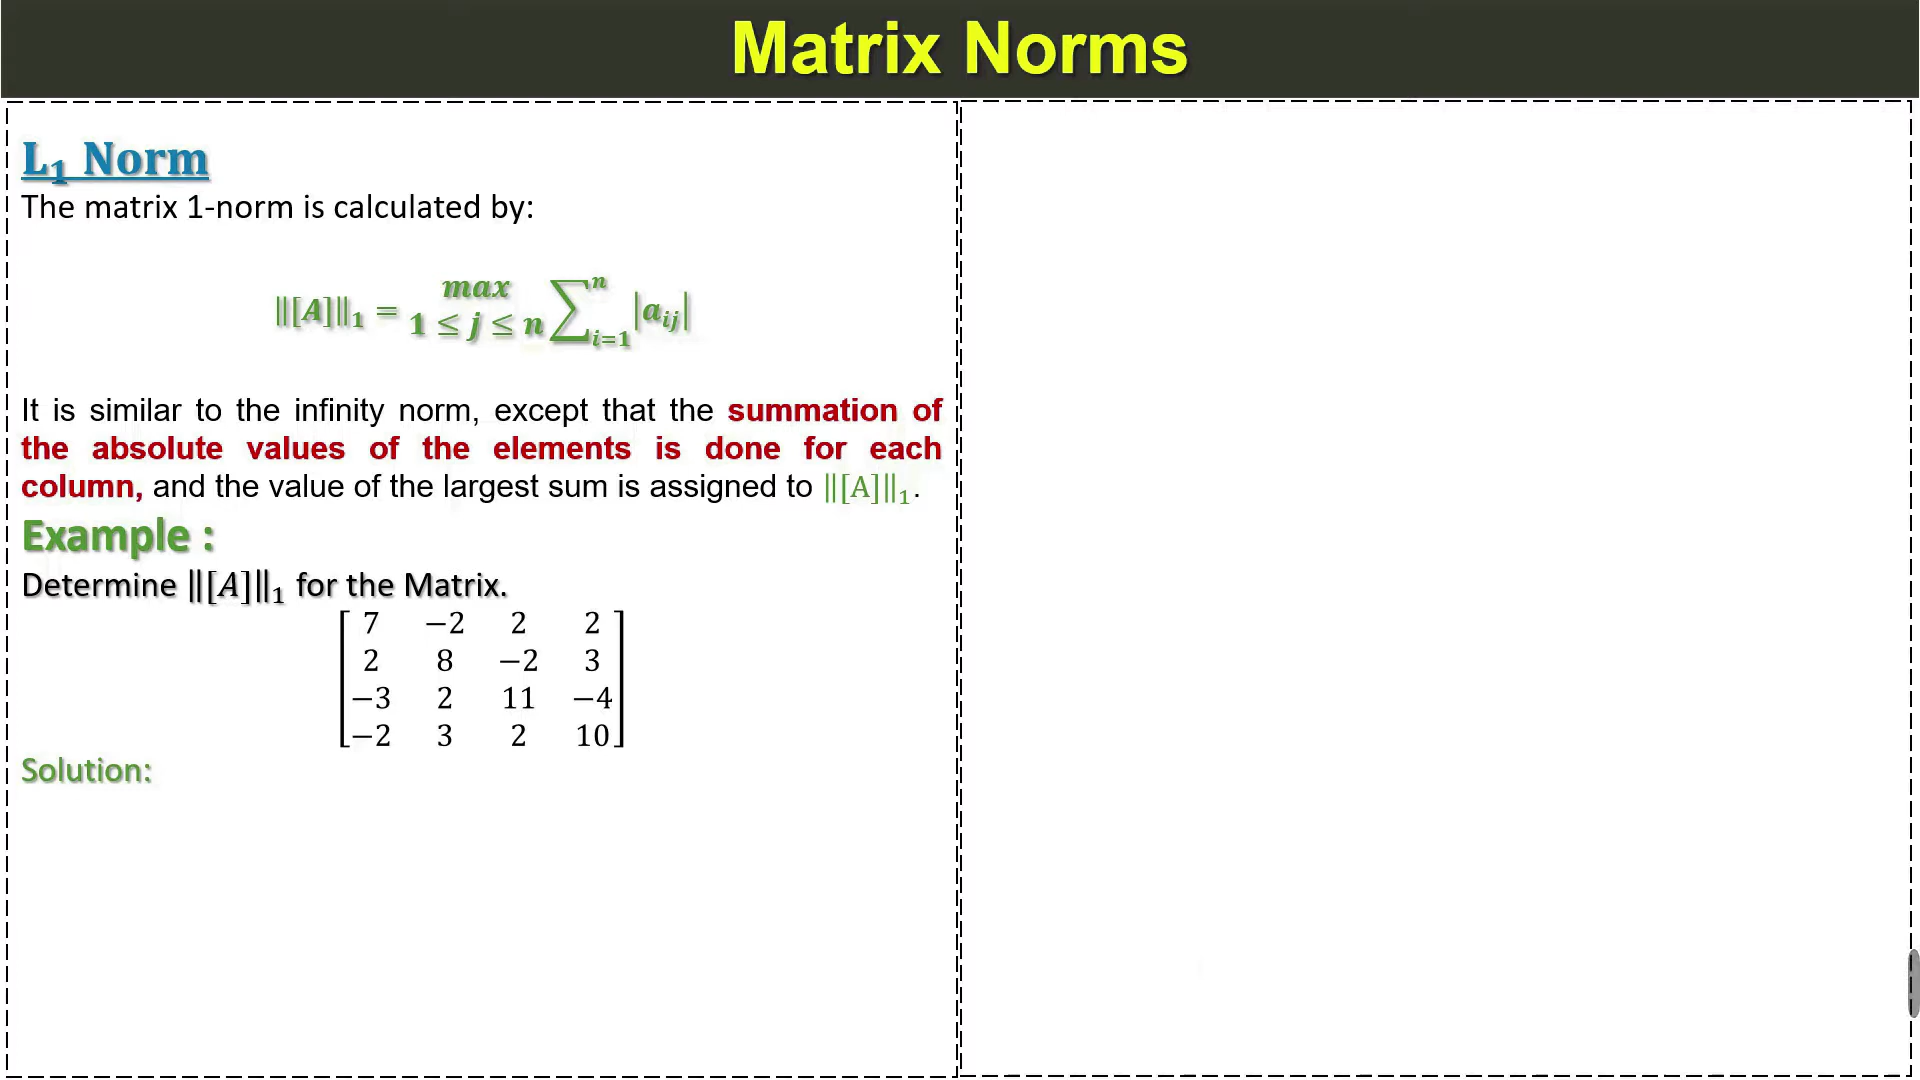 Matrix Norms
L₁ Norm
The matrix 1-norm is calculated by:
‖[A]‖₁ = max 1 ≤ j ≤ n ∑ⁿᵢ₌₁ |aᵢⱼ|
It is similar to the infinity norm, except that the summation of
the absolute values of the elements is done for each
column, and the value of the largest sum is assigned to ‖[A]‖₁.
Example :
Determine ‖[A]‖₁ for the Matrix.
7 −2 2 2
2 8 −2 3
−3 2 11 −4
−2 3 2 10
Solution: